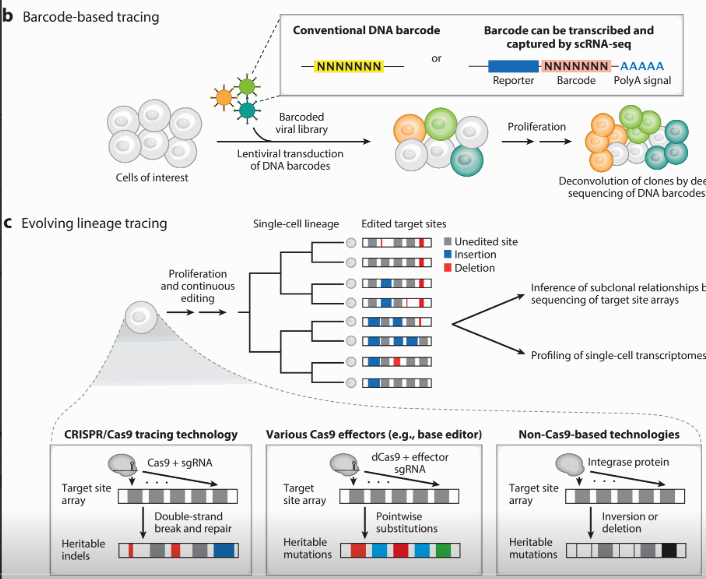 b Barcode-based tracing
Conventional DNA barcode
NNNNNNN
or
Barcode can be transcribed and
captured by scRNA-seq
NNNNNNNN AAAAA
Reporter Barcode PolyA signal
Cells of interest
Barcoded
viral library
Lentiviral transduction
of DNA barcodes
Proliferation
Deconvolution of clones by
sequencing of DNA barcodes
c Evolving lineage tracing
Single-cell lineage
Edited target sites
Unedited site
Insertion
Deletion
Proliferation
and continuous
editing
Inference of subclonal relationships
sequencing of target site arrays
Profiling of single-cell transcriptomes
CRISPR/Cas9 tracing technology
Cas9 + sgRNA
. . .
Target site
array
Double-strand
break and repair
Heritable
indels
Various Cas9 effectors (e.g., base editor)
dCas9 + effector
sgRNA
. . .
Target
site array
Pointwise
substitutions
Heritable
mutations
Non-Cas9-based technologies
Integrase protein
. . .
Target site
array
Inversion or
deletion
Heritable
mutations